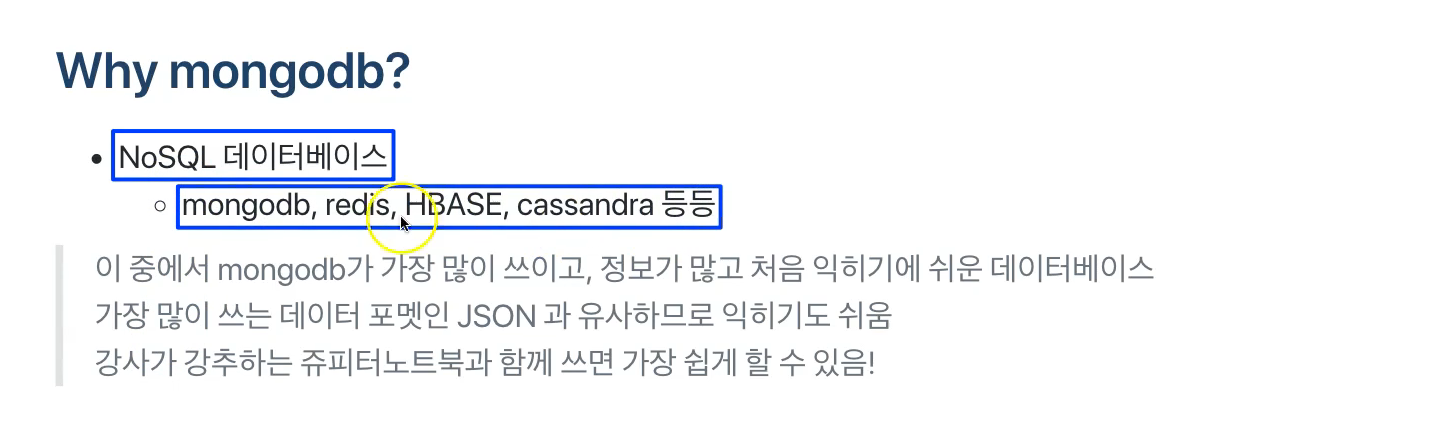 Why mongodb?
• NoSQL 데이터베이스
○ mongodb, redis, HBASE, cassandra 등등
이 중에서 mongodb가 가장 많이 쓰이고, 정보가 많고 처음 익히기에 쉬운 데이터베이스
가장 많이 쓰는 데이터 포멧인 JSON 과 유사하므로 익히기도 쉬움
강사가 강추하는 쥬피터노트북과 함께 쓰면 가장 쉽게 할 수 있음!